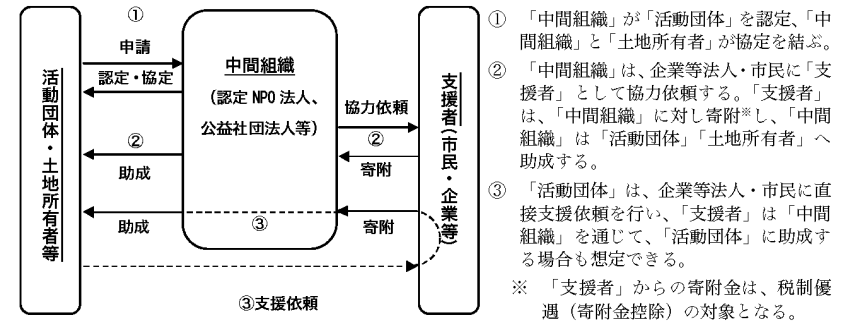 ①
申請
認定・協定
②
助成
助成
活動団体・土地所有者等
中間組織
(認定 NPO 法人、
公益社団法人等)
③
協力依頼
②
寄附
寄附
支援者(市民・企業等)
③支援依頼
① 「中間組織」が「活動団体」を認定、「中
間組織」と「土地所有者」が協定を結ぶ。
② 「中間組織」は、企業等法人・市民に「支
援者」として協力依頼する。「支援者」
は、「中間組織」に対し寄附※し、「中間
組織」は「活動団体」「土地所有者」へ
助成する。
③ 「活動団体」は、企業等法人・市民に直
接支援依頼を行い、「支援者」は「中間
組織」を通じて、「活動団体」に助成す
る場合も想定できる。
※ 「支援者」からの寄附金は、税制優
遇（寄附金控除）の対象となる。